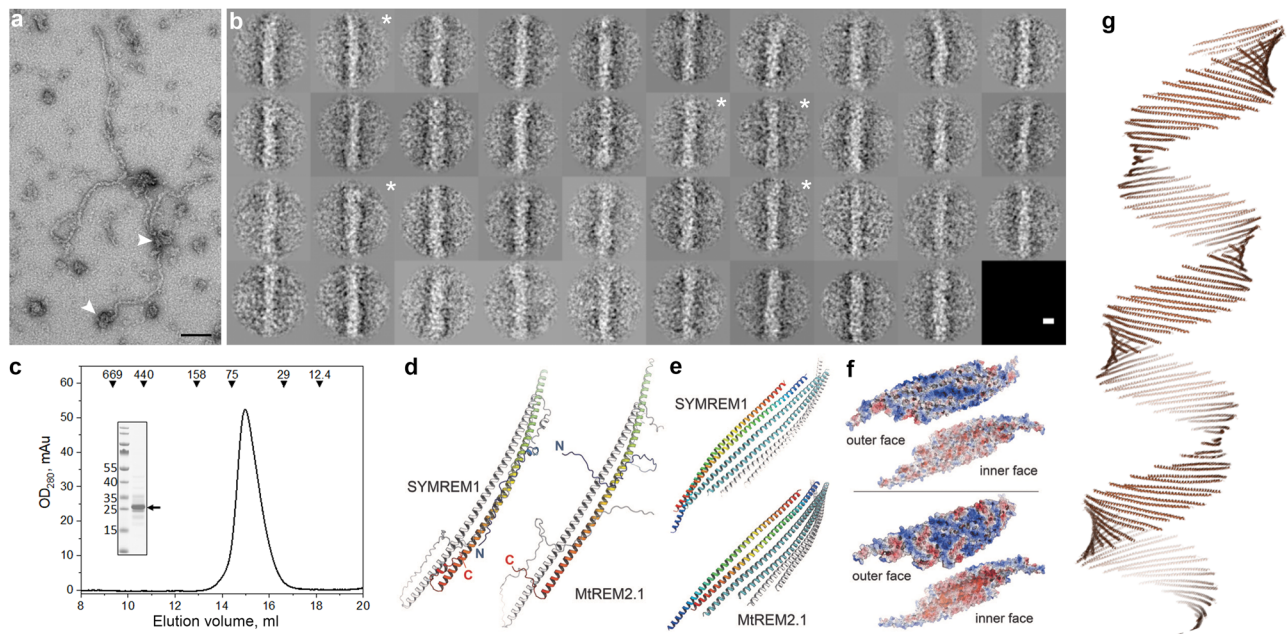 a
b
*
* *
* *
c
669 440 158 75 29 12.4
60
50
40
30
20
10
0
OD280, mAu
55
40
35
25
15
8 10 12 14 16 18 20
Elution volume, ml
d
SYMREM1
N
N
C
C
MtREM2.1
e
SYMREM1
MtREM2.1
f
outer face
inner face
outer face
inner face
g